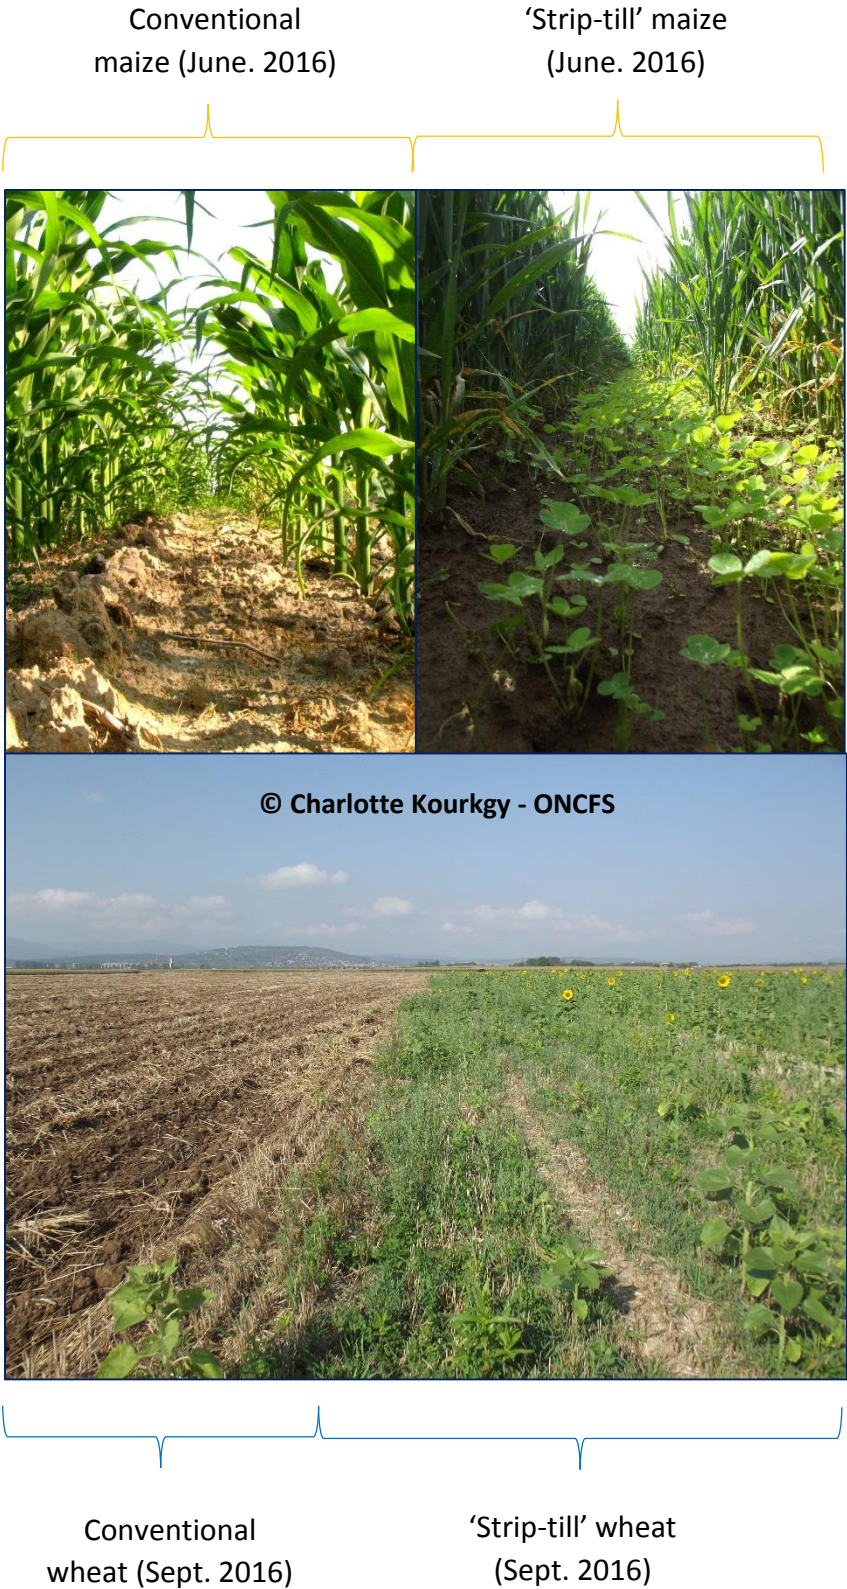 Conventional
maize (June. 2016)
‘Strip-till’ maize
(June. 2016)
© Charlotte Kourkgy - ONCFS
Conventional
wheat (Sept. 2016)
‘Strip-till’ wheat
(Sept. 2016)